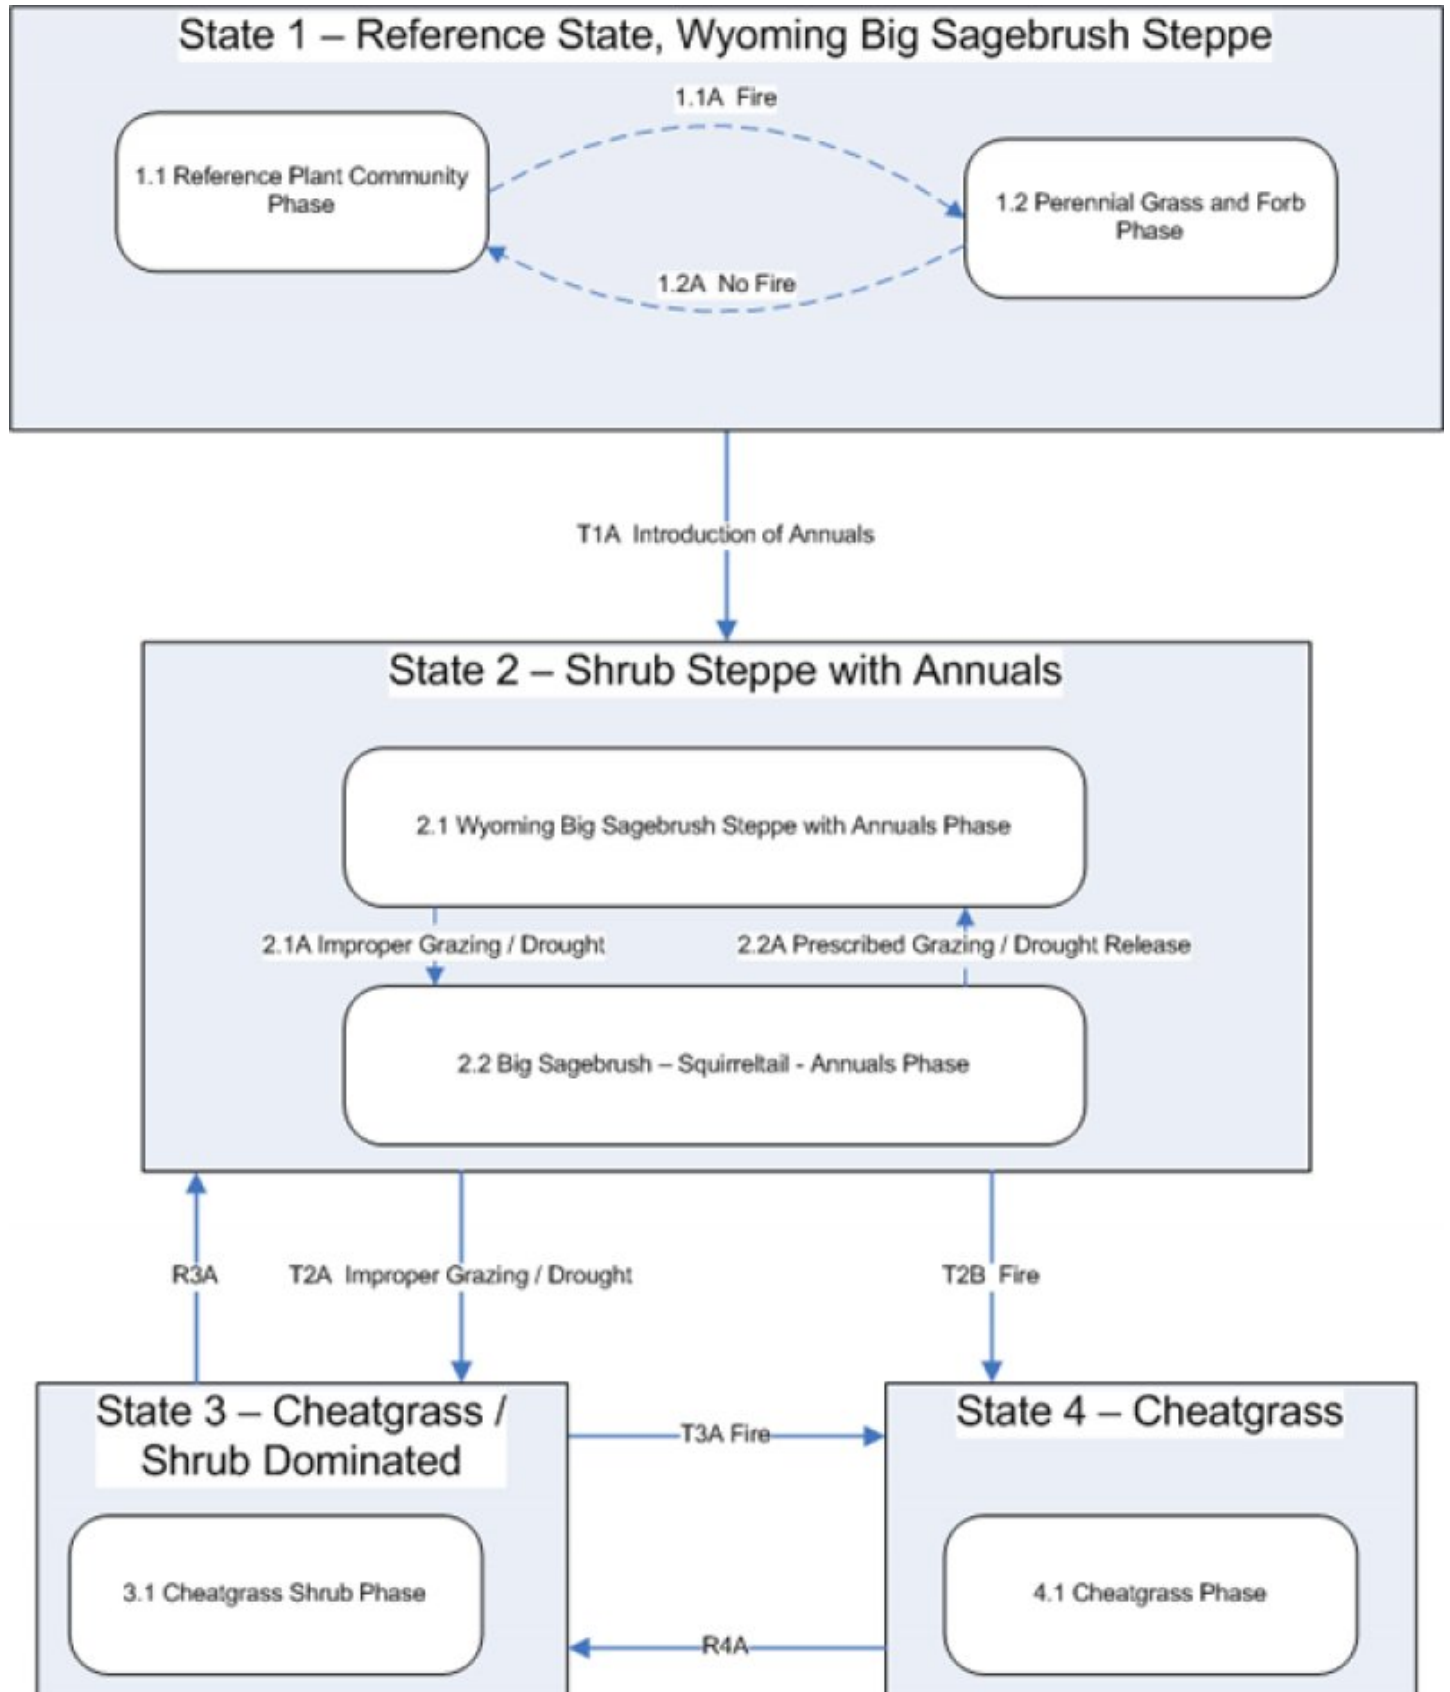 State 1 – Reference State, Wyoming Big Sagebrush Steppe
1.1A  Fire
1.1 Reference Plant Community
Phase
1.2 Perennial Grass and Forb
Phase
1.2A  No Fire
T1A  Introduction of Annuals
State 2 – Shrub Steppe with Annuals
2.1 Wyoming Big Sagebrush Steppe with Annuals Phase
2.1A Improper Grazing / Drought
2.2A Prescribed Grazing / Drought Release
2.2 Big Sagebrush – Squirreltail - Annuals Phase
R3A
T2A  Improper Grazing / Drought
T2B  Fire
State 3 – Cheatgrass /
Shrub Dominated
T3A Fire
State 4 – Cheatgrass
3.1 Cheatgrass Shrub Phase
4.1 Cheatgrass Phase
R4A